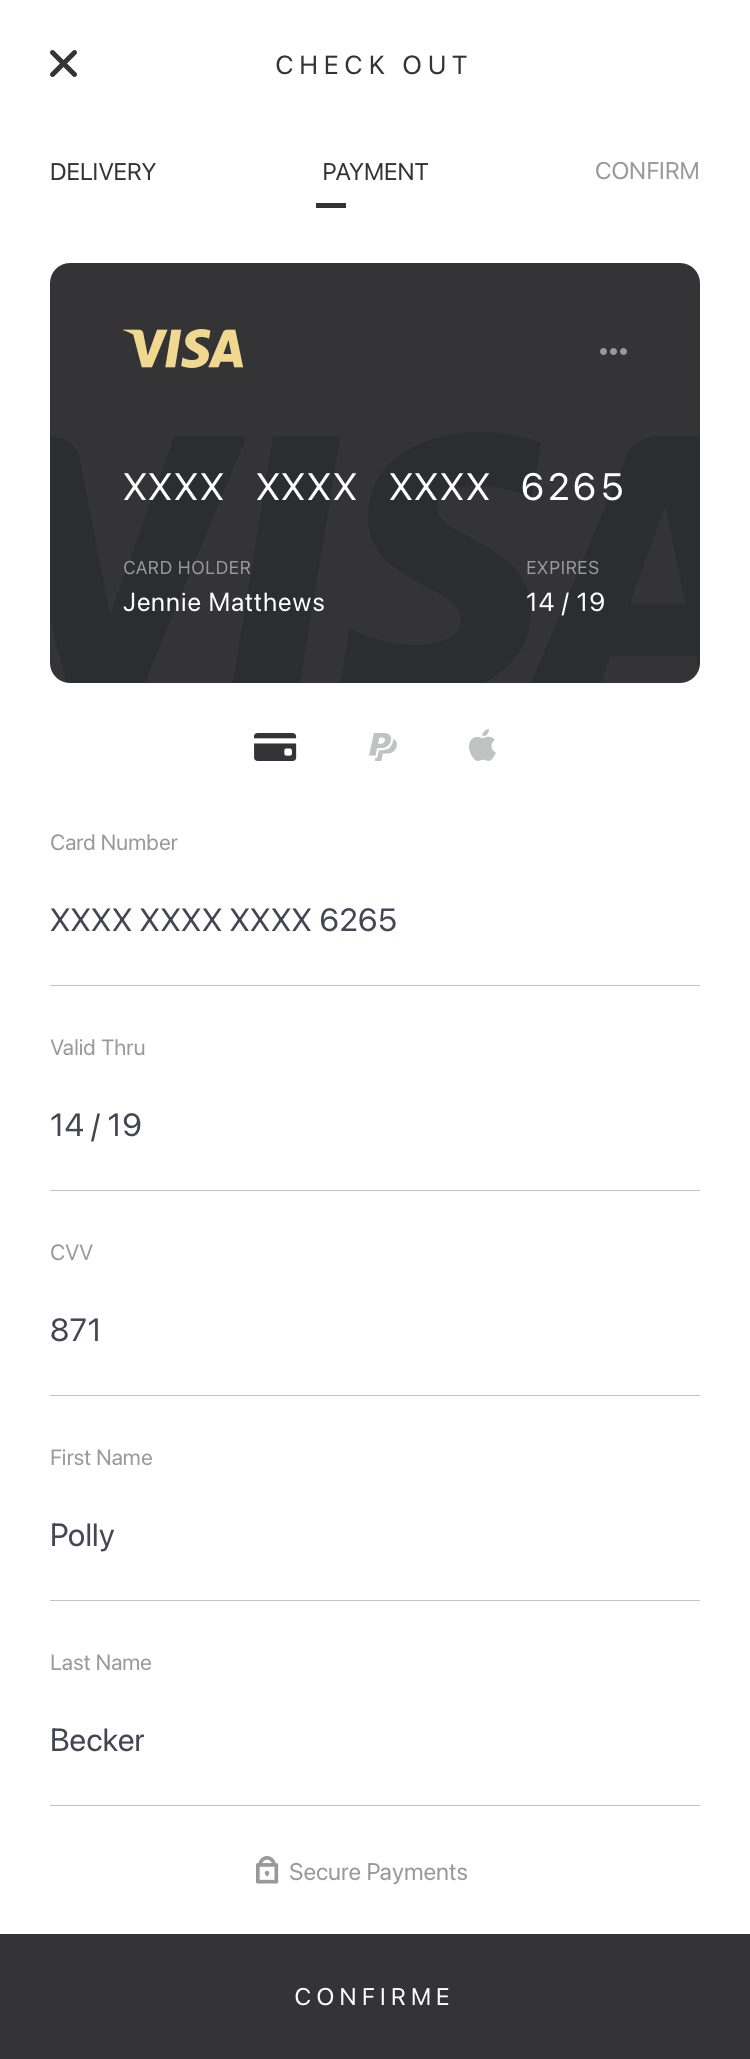 CHECK OUT
DELIVERY PAYMENT CONFIRM
VISA
XXXX XXXX XXXX 6265
CARD HOLDER EXPIRES
Jennie Matthews 14 / 19
Card Number
XXXX XXXX XXXX 6265
Valid Thru
14 / 19
CVV
871
First Name
Polly
Last Name
Becker
Secure Payments
CONFIRME